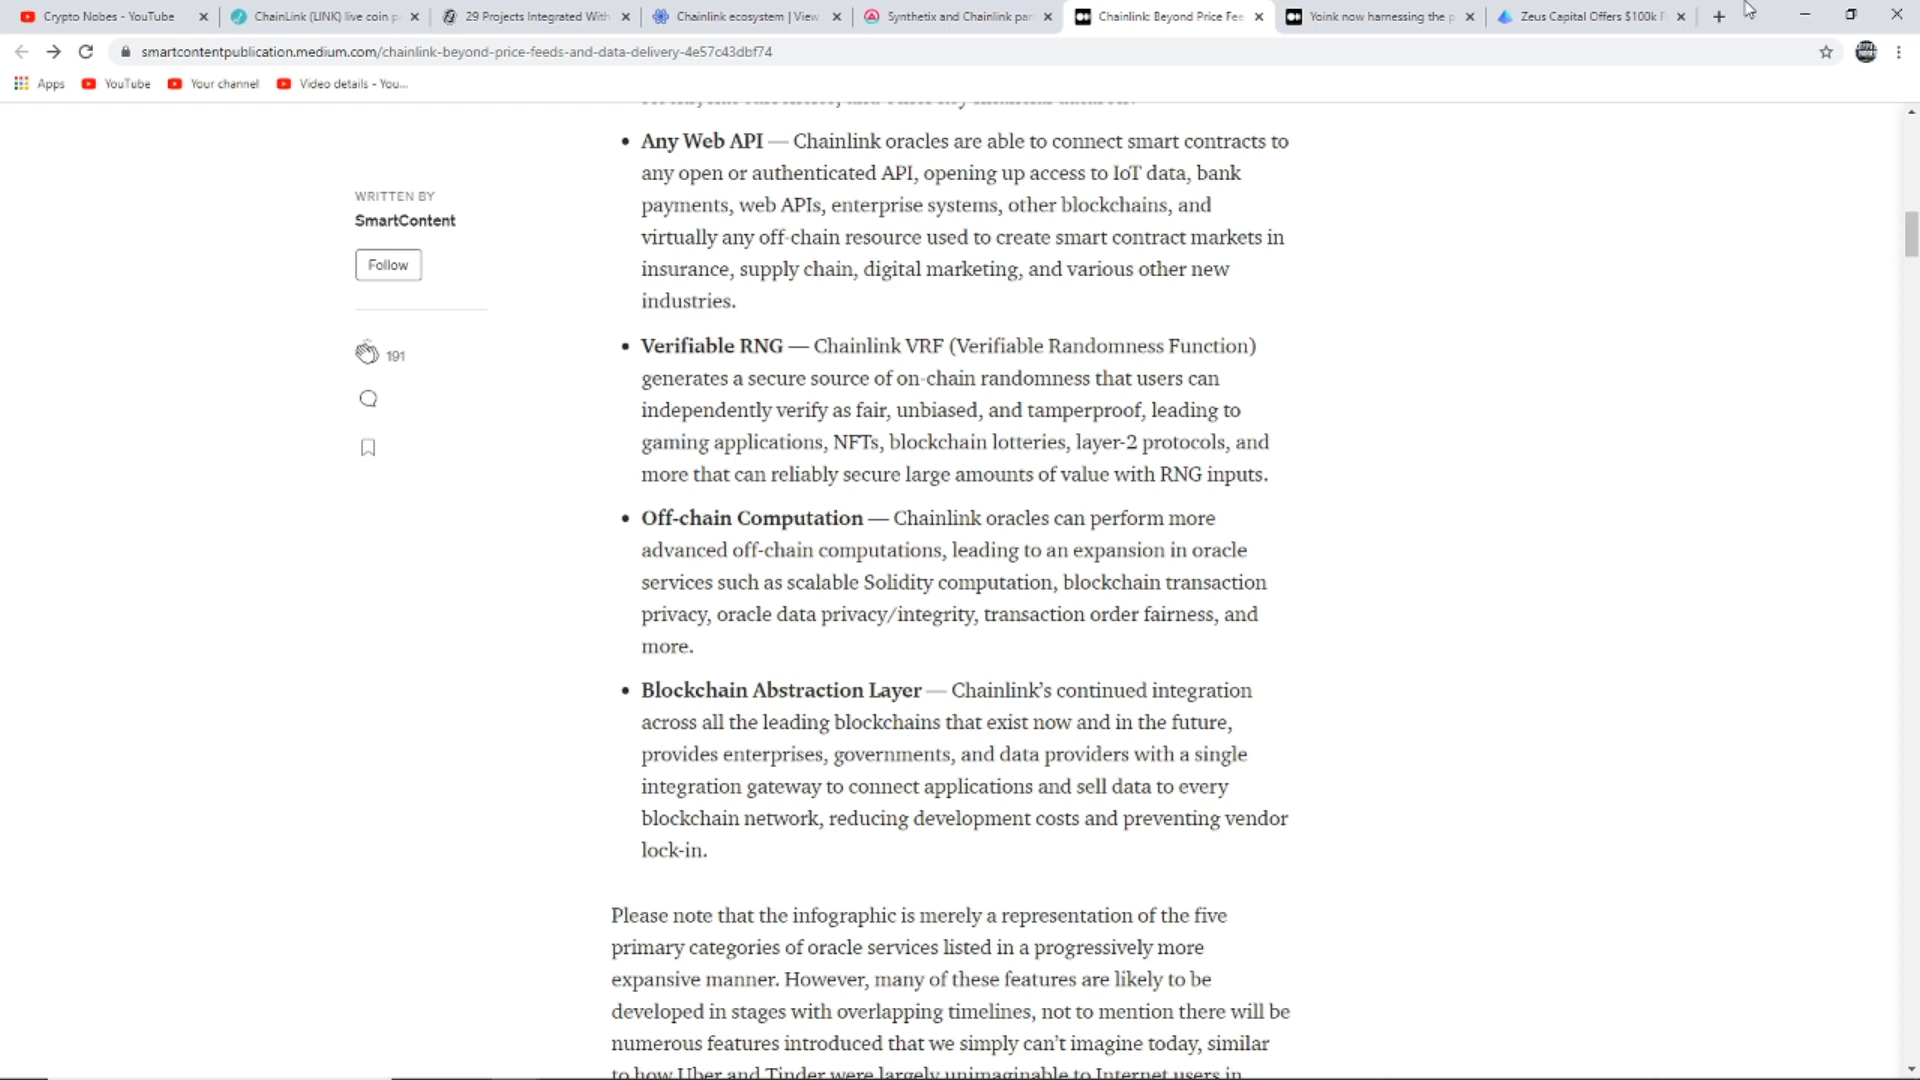 Crypto Nobes - YouTube
ChainLink (LINK) live coin p
29 Projects Integrated With
Chainlink ecosystem | View
Synthetix and Chainlink par
Chainlink: Beyond Price Fee
Yoink now harnessing the p
Zeus Capital Offers $100k F
smartcontentpublication.medium.com/chainlink-beyond-price-feeds-and-data-delivery-4e57c43dbf74
Apps
YouTube
Your channel
Video details - You...
WRITTEN BY
SmartContent
Follow
191
• Any Web API — Chainlink oracles are able to connect smart contracts to
any open or authenticated API, opening up access to IoT data, bank
payments, web APIs, enterprise systems, other blockchains, and
virtually any off-chain resource used to create smart contract markets in
insurance, supply chain, digital marketing, and various other new
industries.
• Verifiable RNG — Chainlink VRF (Verifiable Randomness Function)
generates a secure source of on-chain randomness that users can
independently verify as fair, unbiased, and tamperproof, leading to
gaming applications, NFTs, blockchain lotteries, layer-2 protocols, and
more that can reliably secure large amounts of value with RNG inputs.
• Off-chain Computation — Chainlink oracles can perform more
advanced off-chain computations, leading to an expansion in oracle
services such as scalable Solidity computation, blockchain transaction
privacy, oracle data privacy/integrity, transaction order fairness, and
more.
• Blockchain Abstraction Layer — Chainlink’s continued integration
across all the leading blockchains that exist now and in the future,
provides enterprises, governments, and data providers with a single
integration gateway to connect applications and sell data to every
blockchain network, reducing development costs and preventing vendor
lock-in.
Please note that the infographic is merely a representation of the five
primary categories of oracle services listed in a progressively more
expansive manner. However, many of these features are likely to be
developed in stages with overlapping timelines, not to mention there will be
numerous features introduced that we simply can’t imagine today, similar
to how Uber and Tinder were largely unimaginable to Internet users in